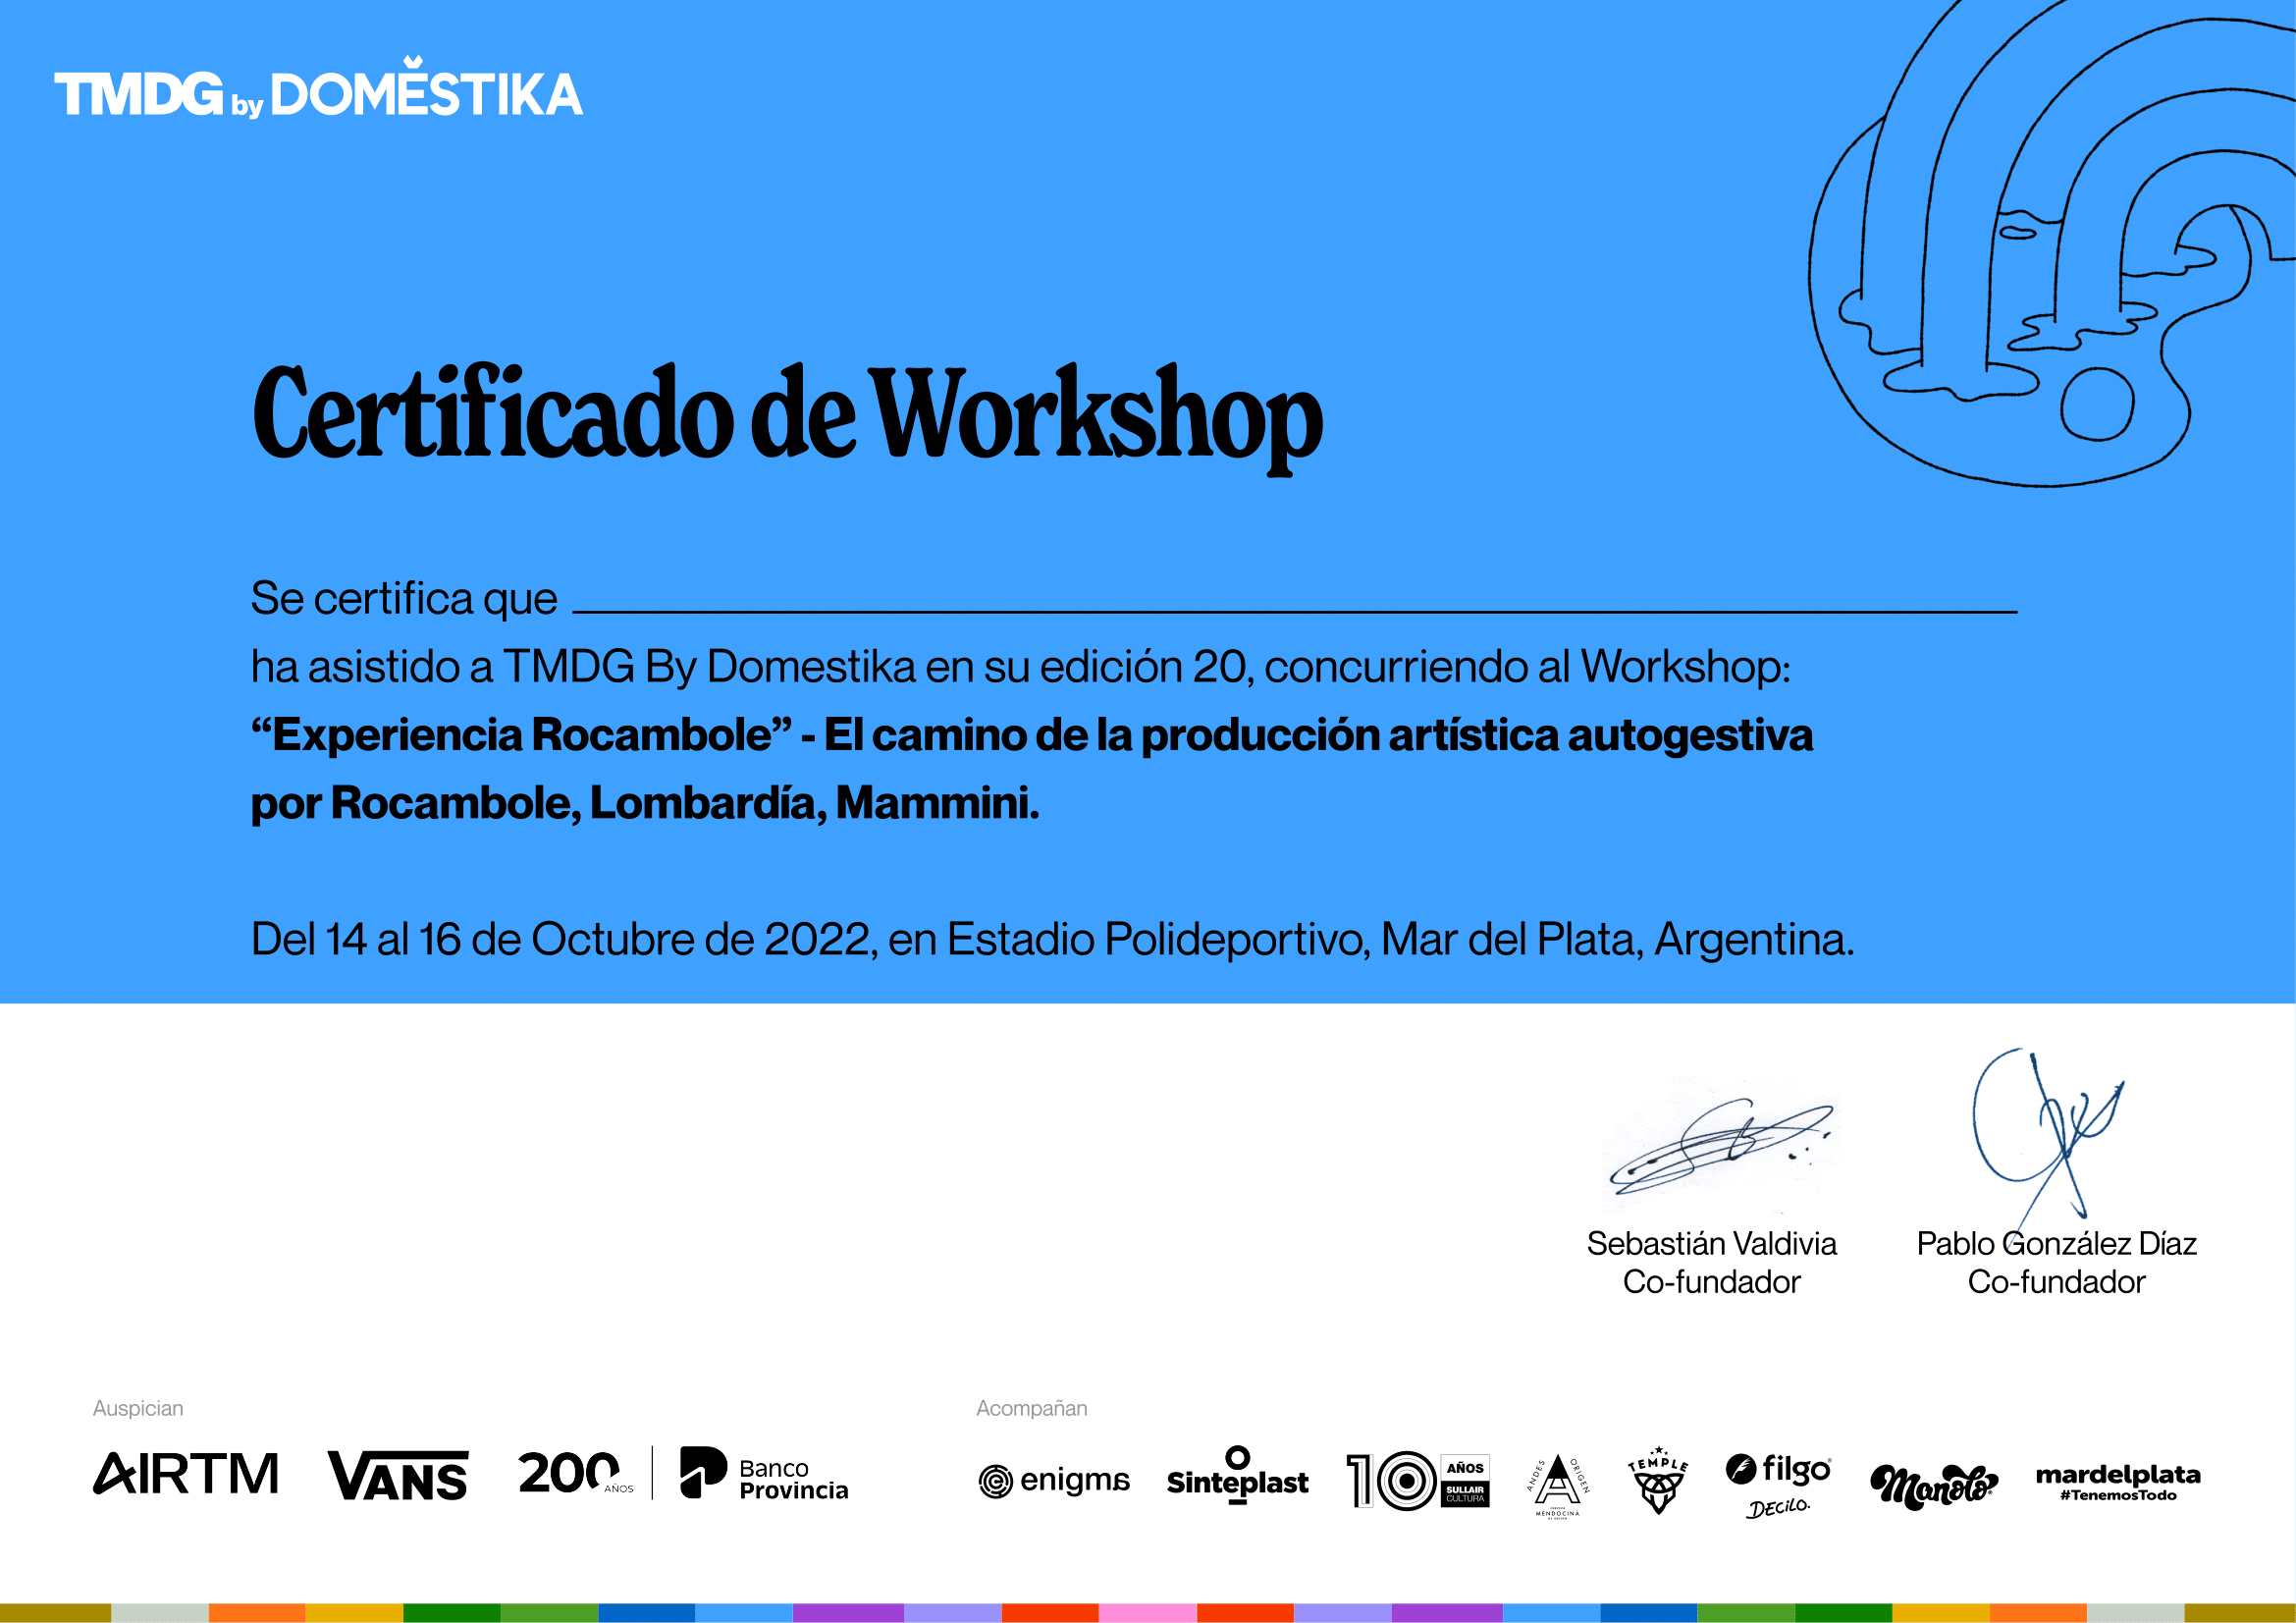 TMDG by DOMĚSTIKA
Certificado de Workshop
Se certifica que
ha asistido a TMDG By Domestika en su edición 20, concurriendo al Workshop:
“Experiencia Rocambole” - El camino de la producción artística autogestiva
por Rocambole, Lombardía, Mammini.
Del 14 al 16 de Octubre de 2022, en Estadio Polideportivo, Mar del Plata, Argentina.
Sebastián Valdivia
Co-fundador
Pablo González Díaz
Co-fundador
Auspician
AIRTM
VANS
200 AÑOS
Banco
Provincia
Acompañan
enigma
Sinteplast
10 AÑOS
SULLAIR
CULTURA
ANDES ORIGEN
MENDOCINA
TEMPLE
filgo
DECILO.
Manolo
mardelplata
#TenemosTodo